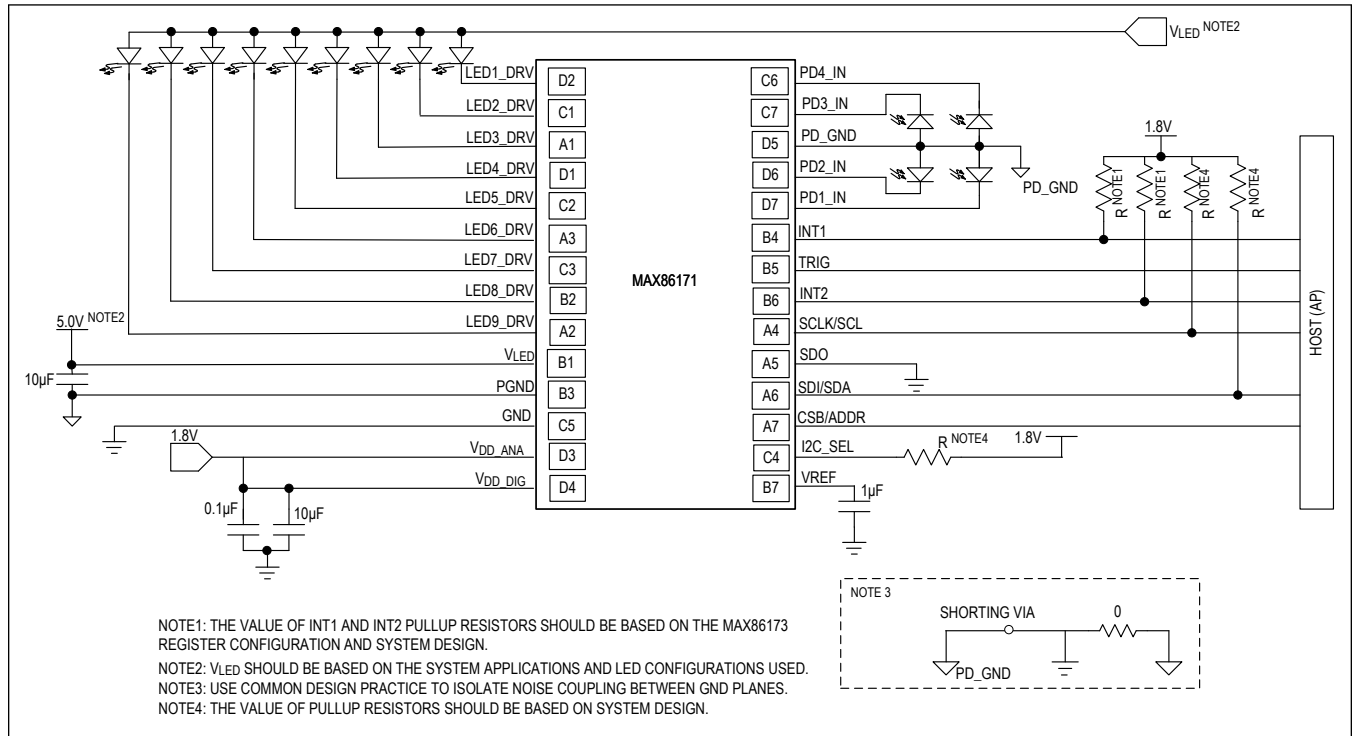 VLED NOTE2
LED1_DRV D2
LED2_DRV C1
LED3_DRV A1
LED4_DRV D1
LED5_DRV C2
LED6_DRV A3
LED7_DRV C3
LED8_DRV B2
LED9_DRV A2
5.0V NOTE2
VLED B1
10µF
PGND B3
GND C5
1.8V
VDD_ANA D3
VDD_DIG D4
0.1µF 10µF
MAX86171
C6 PD4_IN
C7 PD3_IN
D5 PD_GND
D6 PD2_IN
D7 PD1_IN
PD_GND
B4 INT1
B5 TRIG
B6 INT2
A4 SCLK/SCL
A5 SDO
A6 SDI/SDA
A7 CSB/ADDR
C4 I2C_SEL
B7 VREF
1.8V
R NOTE1
R NOTE1
R NOTE4
R NOTE4
HOST (AP)
R NOTE4 1.8V
1µF
NOTE 3
SHORTING VIA 0
PD_GND
NOTE1: THE VALUE OF INT1 AND INT2 PULLUP RESISTORS SHOULD BE BASED ON THE MAX86173
REGISTER CONFIGURATION AND SYSTEM DESIGN.
NOTE2: VLED SHOULD BE BASED ON THE SYSTEM APPLICATIONS AND LED CONFIGURATIONS USED.
NOTE3: USE COMMON DESIGN PRACTICE TO ISOLATE NOISE COUPLING BETWEEN GND PLANES.
NOTE4: THE VALUE OF PULLUP RESISTORS SHOULD BE BASED ON SYSTEM DESIGN.